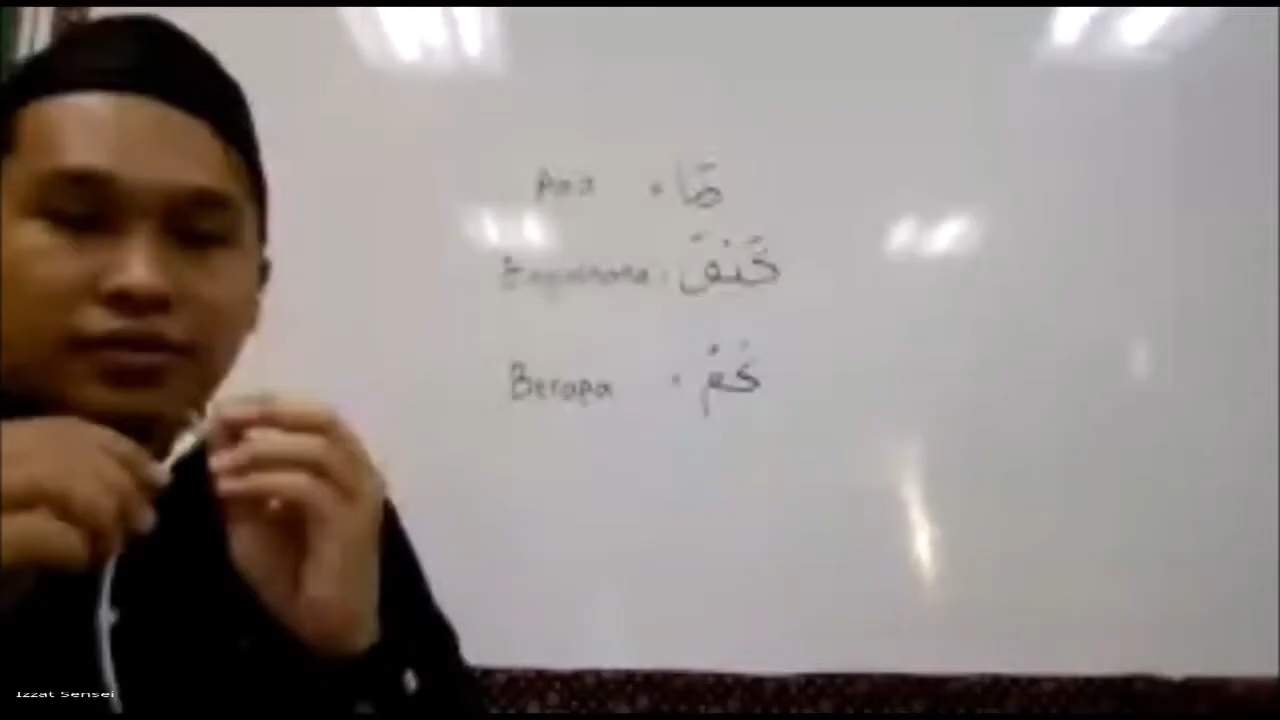 Apa : مَا
Bagaimana : كَيْفَ
Berapa : كَمْ
Izzat Sensei